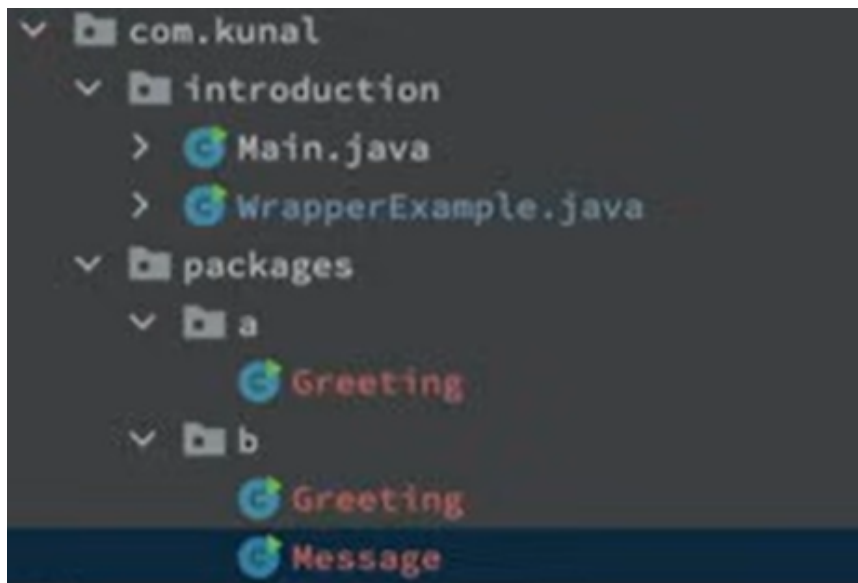 com.kunal
introduction
Main.java
WrapperExample.java
packages
a
Greeting
b
Greeting
Message